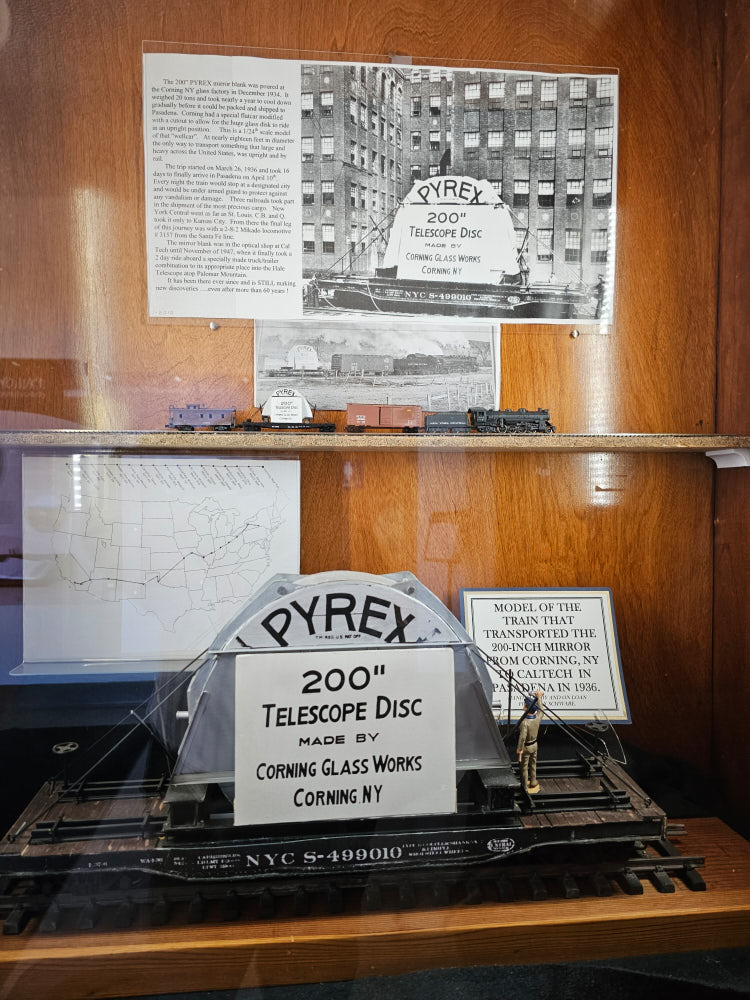 The 200" PYREX mirror blank was poured at
the Corning NY glass factory in December 1934. It
weighed 20 tons and took nearly a year to cool down
gradually before it could be packed and shipped to
Pasadena. Corning had a special flatcar modified
with a cutout to allow for the huge glass disk to ride
in an upright position. This is a 1/24th scale model
of that "wellcar". At nearly eighteen feet in diameter
the only way to transport something that large and
heavy across the United States, was upright and by
rail.
The trip started on March 26, 1936 and took 16
days to finally arrive in Pasadena on April 10th.
Every night the train would stop at a designated city
and would be under armed guard to protect against
any vandalism or damage. Three railroads took part
in the shipment of the most precious cargo. New
York Central went as far as St. Louis, C.B. and Q.
took it only to Kansas City. From there the final leg
of this journey was with a 2-8-2 Mikado locomotive
# 3157 from the Santa Fe line.
The mirror blank was in the optical shop at Cal
Tech until November of 1947, when it finally took a
2 day ride aboard a specially made truck/trailer
combination to its appropriate place into the Hale
Telescope atop Palomar Mountain.
It has been there ever since and is STILL making
new discoveries ....even after more than 60 years !
PYREX
200"
TELESCOPE DISC
MADE BY
CORNING GLASS WORKS
CORNING NY
NYC S-499010
PYREX
PYREX
200"
PYREX
T.M. REG. U.S. PAT. OFF.
200"
TELESCOPE DISC
MADE BY
CORNING GLASS WORKS
CORNING, NY
NYC S-499010
MODEL OF THE
TRAIN THAT
TRANSPORTED THE
200-INCH MIRROR
FROM CORNING, NY
TO CALTECH IN
PASADENA IN 1936.
AND ON LOAN